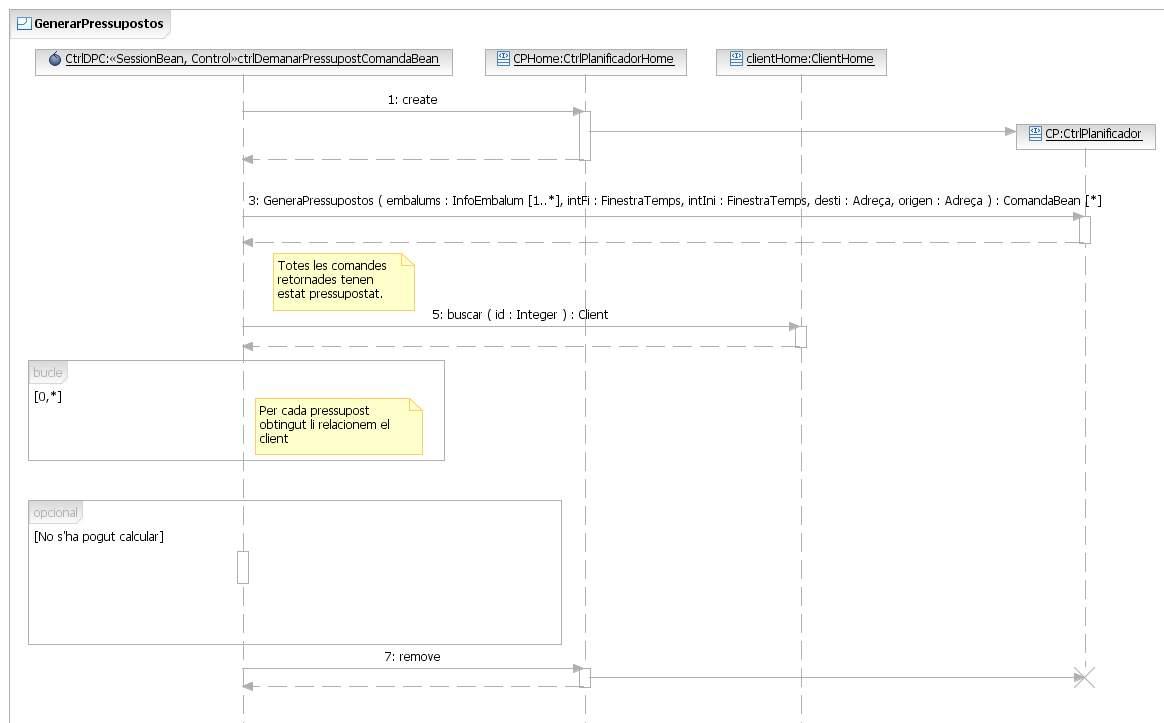 GenerarPressupostos
CtrlDPC:«SessionBean, Control»ctrlDemanarPressupostComandaBean
CPHome:CtrlPlanificadorHome
clientHome:ClientHome
1: create
CP:CtrlPlanificador
3: GeneraPressupostos ( embalums : InfoEmbalum [1..*], intFi : FinestraTemps, intIni : FinestraTemps, desti : Adreça, origen : Adreça ) : ComandaBean [*]
Totes les comandes
retornades tenen
estat pressupostat.
5: buscar ( id : Integer ) : Client
bucle
[0,*]
Per cada pressupost
obtingut li relacionem el
client
opcional
[No s'ha pogut calcular]
7: remove